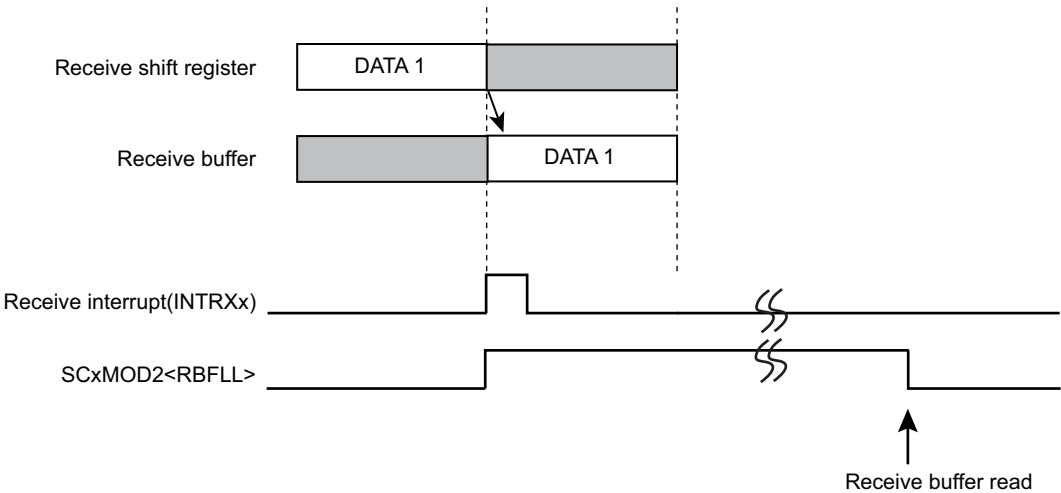 Receive shift register
DATA 1
Receive buffer
DATA 1
Receive interrupt(INTRXx)
SCxMOD2<RBFLL>
Receive buffer read